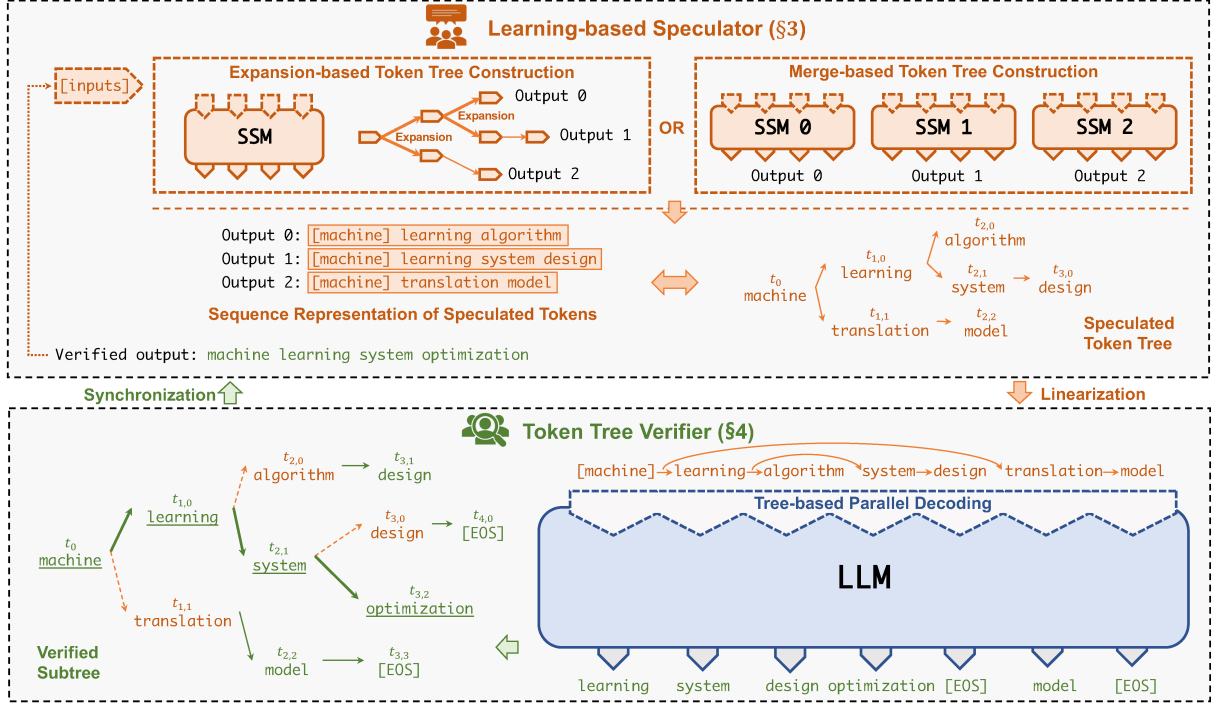 Learning-based Speculator (§3)
[inputs]
Expansion-based Token Tree Construction
SSM
Expansion
Expansion
Output 0
Output 1
Output 2
OR
Merge-based Token Tree Construction
SSM 0
SSM 1
SSM 2
Output 0
Output 1
Output 2
Output 0: [machine] learning algorithm
Output 1: [machine] learning system design
Output 2: [machine] translation model
Sequence Representation of Speculated Tokens
t0
machine
t1,0
learning
t2,0
algorithm
t2,1
system
t3,0
design
t1,1
translation
t2,2
model
Speculated
Token Tree
Verified output: machine learning system optimization
Synchronization
Linearization
Token Tree Verifier (§4)
t0
machine
t1,0
learning
t2,0
algorithm
t3,1
design
t2,1
system
t3,0
design
t4,0
[EOS]
t3,2
optimization
t1,1
translation
t2,2
model
t3,3
[EOS]
Verified
Subtree
[machine] learning algorithm system design translation model
Tree-based Parallel Decoding
LLM
learning system design optimization [EOS] model [EOS]